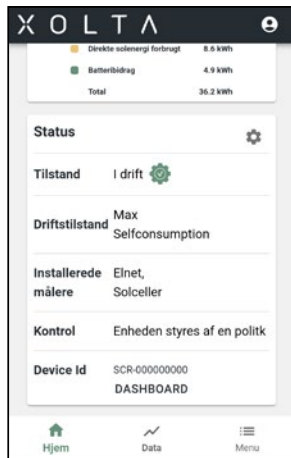 XOLTA
Direkte solenergi forbrugt 8.6 kWh
Batteribidrag 4.9 kWh
Total 36.2 kWh
Status
Tilstand I drift
Driftstilstand Max
Selfconsumption
Installerede Elnet,
målere Solceller
Kontrol Enheden styres af en politk
Device Id SCR-000000000
DASHBOARD
Hjem Data Menu